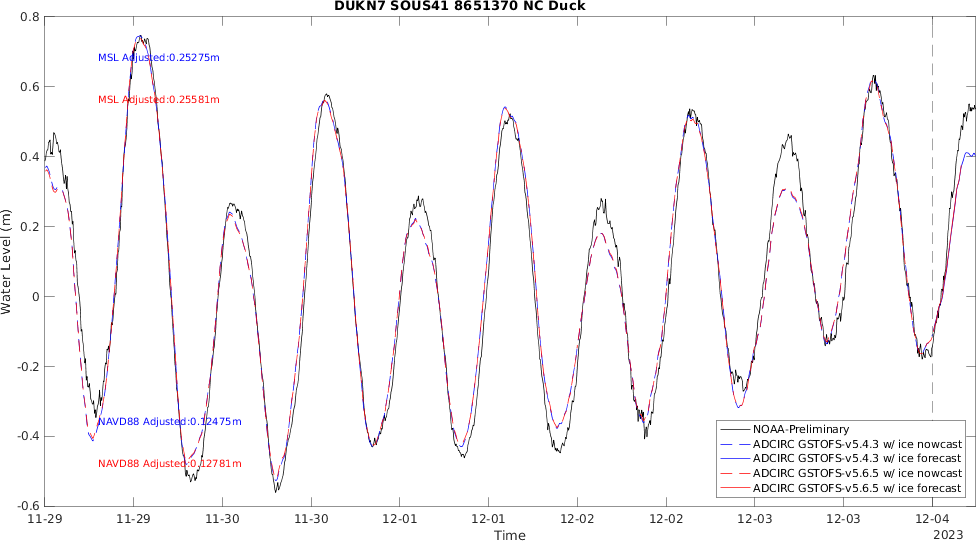 DUKN7 SOUS41 8651370 NC Duck
Water Level (m)
0.8
0.6
0.4
0.2
0
-0.2
-0.4
-0.6
MSL Adjusted:0.25275m
MSL Adjusted:0.25581m
NAVD88 Adjusted:0.12475m
NAVD88 Adjusted:0.12781m
NOAA-Preliminary
ADCIRC GSTOFS-v5.4.3 w/ ice nowcast
ADCIRC GSTOFS-v5.4.3 w/ ice forecast
ADCIRC GSTOFS-v5.6.5 w/ ice nowcast
ADCIRC GSTOFS-v5.6.5 w/ ice forecast
11-29 11-29 11-30 11-30 12-01 12-01 12-02 12-02 12-03 12-03 12-04
Time
2023